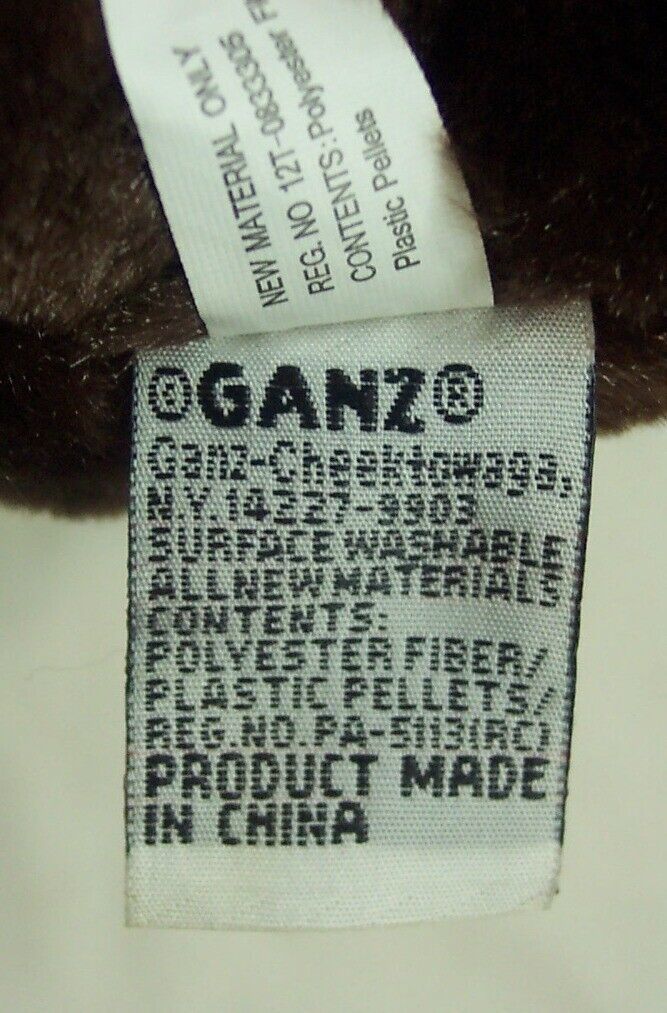 NEW MATERIAL ONLY
REG. NO 12T-08333305
CONTENTS:Polyester
Plastic Pellets
©GANZ®
Ganz-Cheektowaga,
N.Y. 14227-9903
SURFACE WASHABLE
ALL NEW MATERIALS
CONTENTS:
POLYESTER FIBER//
PLASTIC PELLETS//
REG. NO. PA-5113(RC)
PRODUCT MADE
IN CHINA